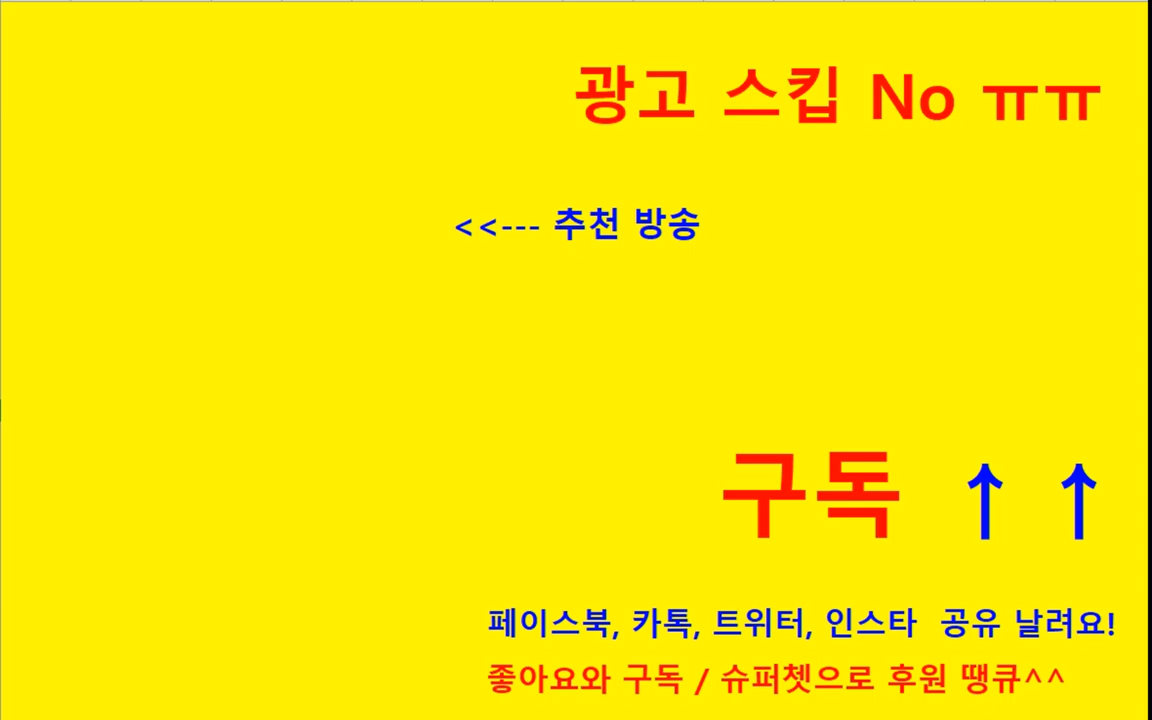 광고 스킵 No ㅠㅠ
<<--- 추천 방송
구독 ↑ ↑
페이스북, 카톡, 트위터, 인스타 공유 날려요!
좋아요와 구독 / 슈퍼쳇으로 후원 땡큐^^